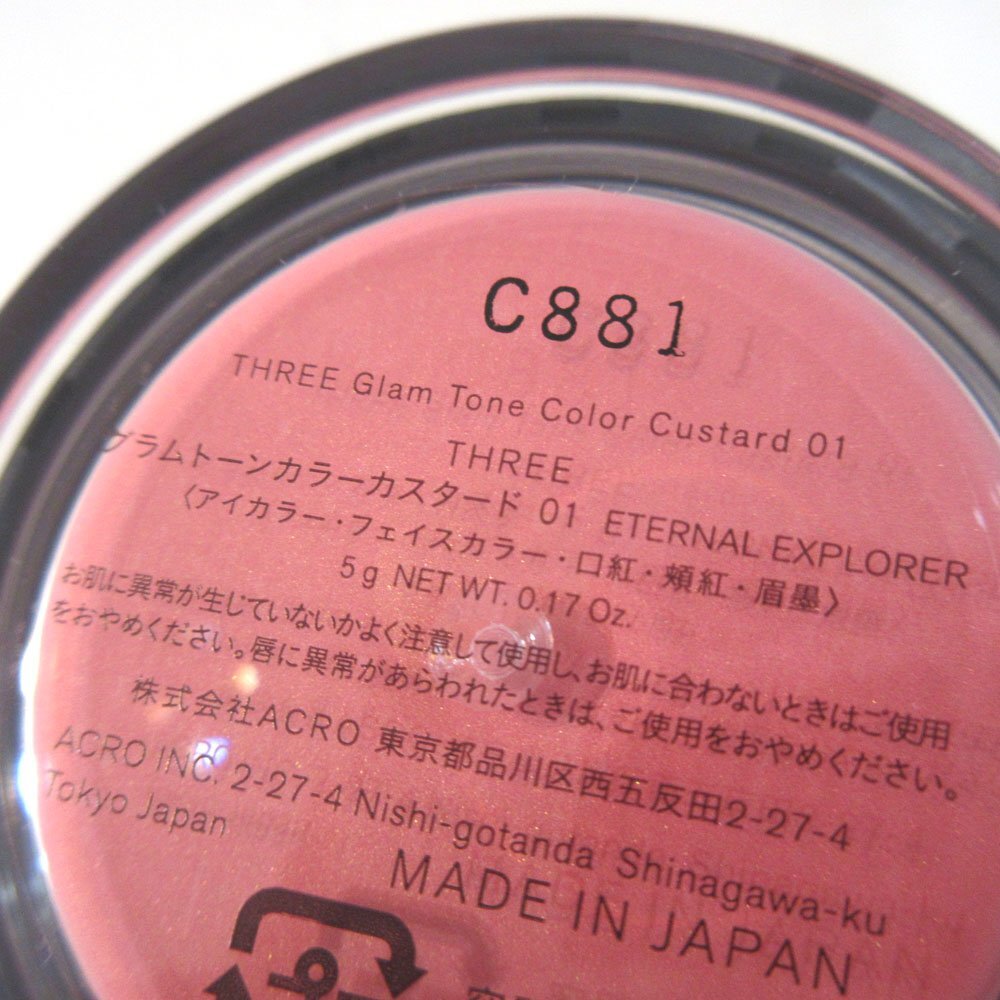 C881
THREE Glam Tone Color Custard 01
THREE
グラムトーンカラーカスタード 01 ETERNAL EXPLORER
〈アイカラー・フェイスカラー・口紅・頬紅・眉墨〉
5g NET WT. 0.17 Oz.
お肌に異常が生じていないかよく注意して使用し、お肌に合わないときはご使用
をおやめください。唇に異常があらわれたときは、ご使用をおやめください。
株式会社ACRO 東京都品川区西五反田2-27-4
ACRO INC. 2-27-4 Nishi-gotanda Shinagawa-ku
Tokyo Japan
MADE IN JAPAN